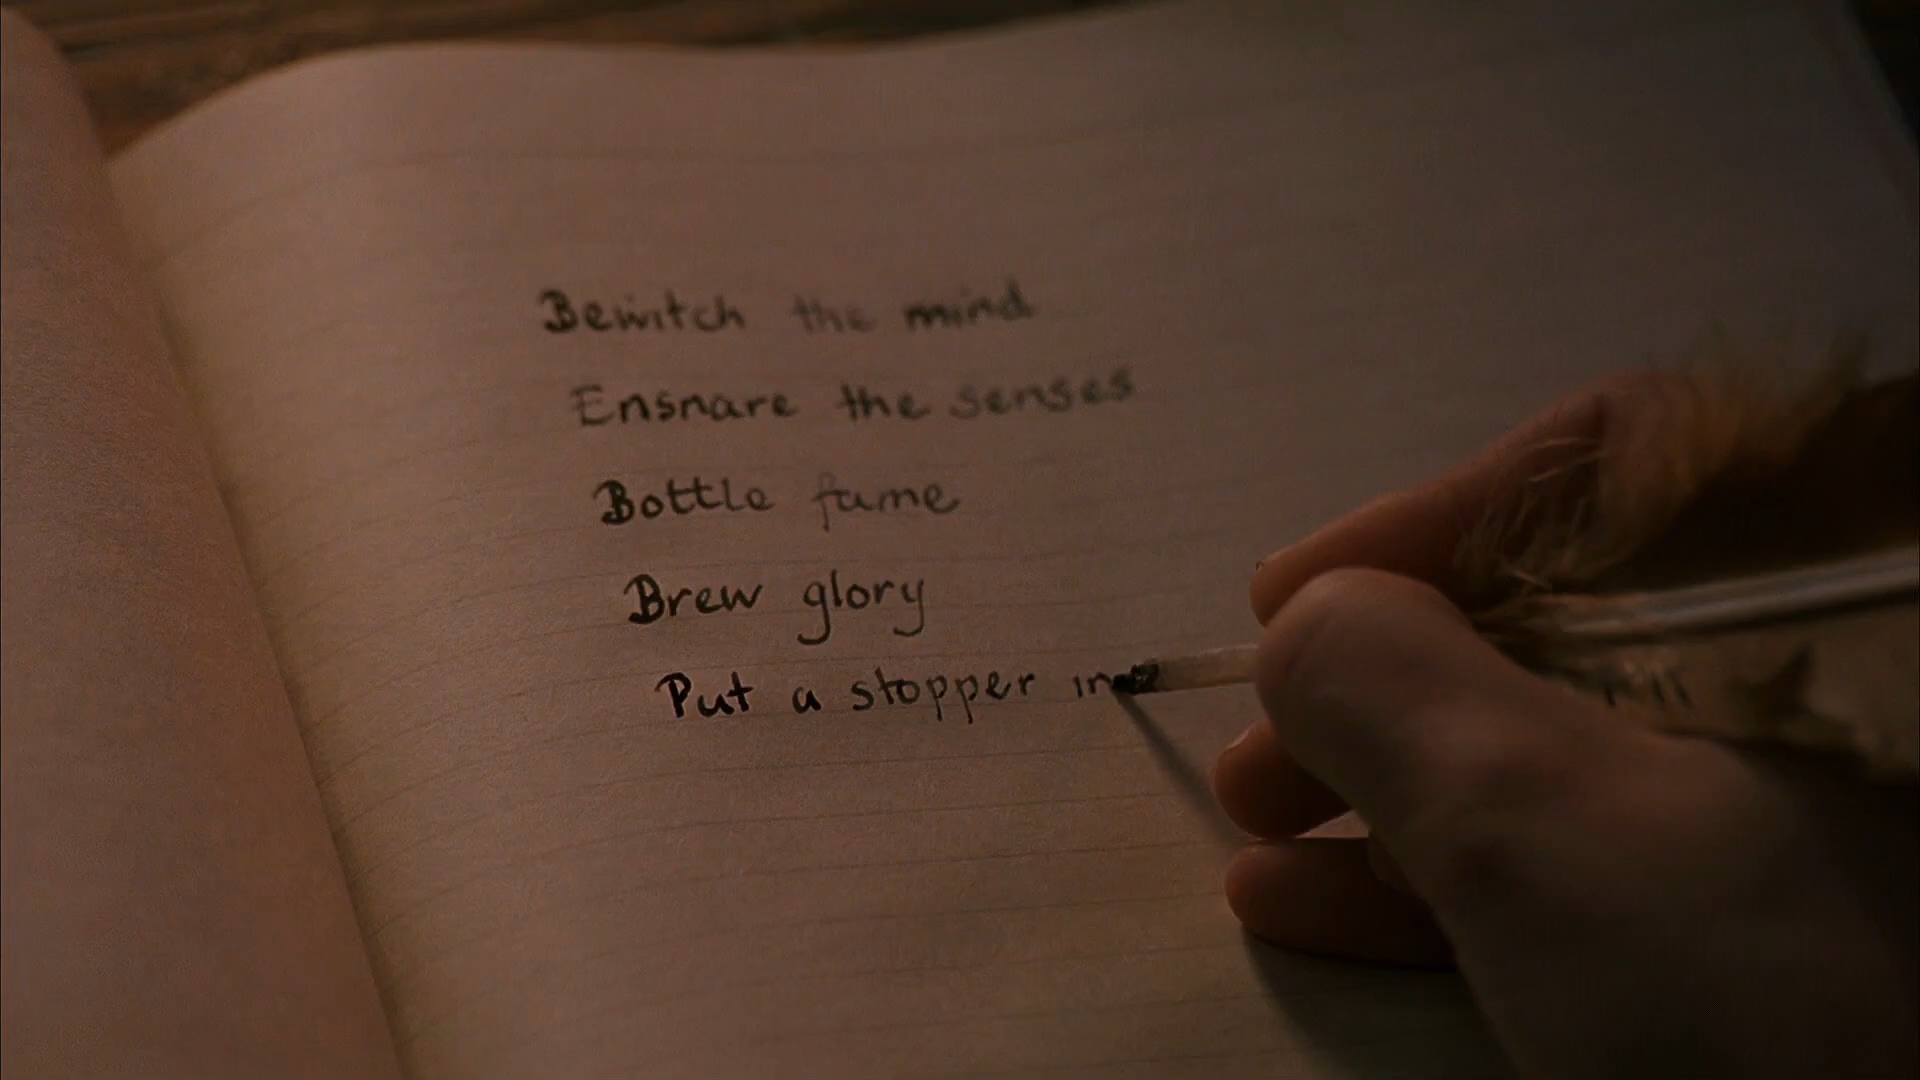 Bewitch the mind
Ensnare the senses
Bottle fame
Brew glory
Put a stopper in